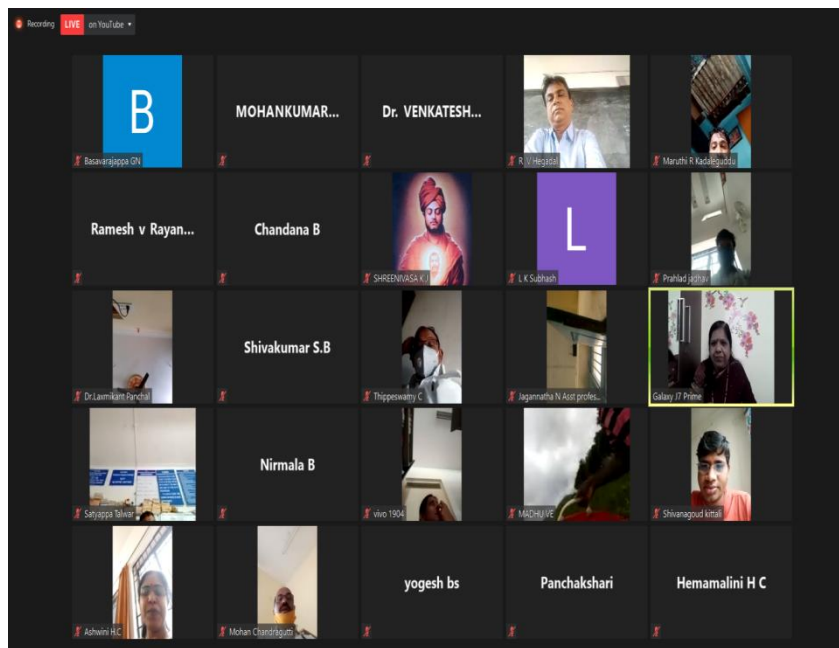 Recording LIVE on YouTube
B
MOHANKUMAR...
Dr. VENKATESH...
Basavarajappa GN
R. V Hegadal
Maruthi R Kadaleguddu
Ramesh v Rayan...
Chandana B
L
SHREENIVASA K J
L K Subhash
Prahlad jadhav
Shivakumar S.B
Dr.Laxmikant Panchal
Thippeswamy C
Jagannatha N Asst profes...
Galaxy J7 Prime
Nirmala B
Satyappa Talwar
vivo 1904
MADHU VE
Shivanagoud kittali
yogesh bs
Panchakshari
Hemamalini H C
Ashwini H.C
Mohan Chandragutti